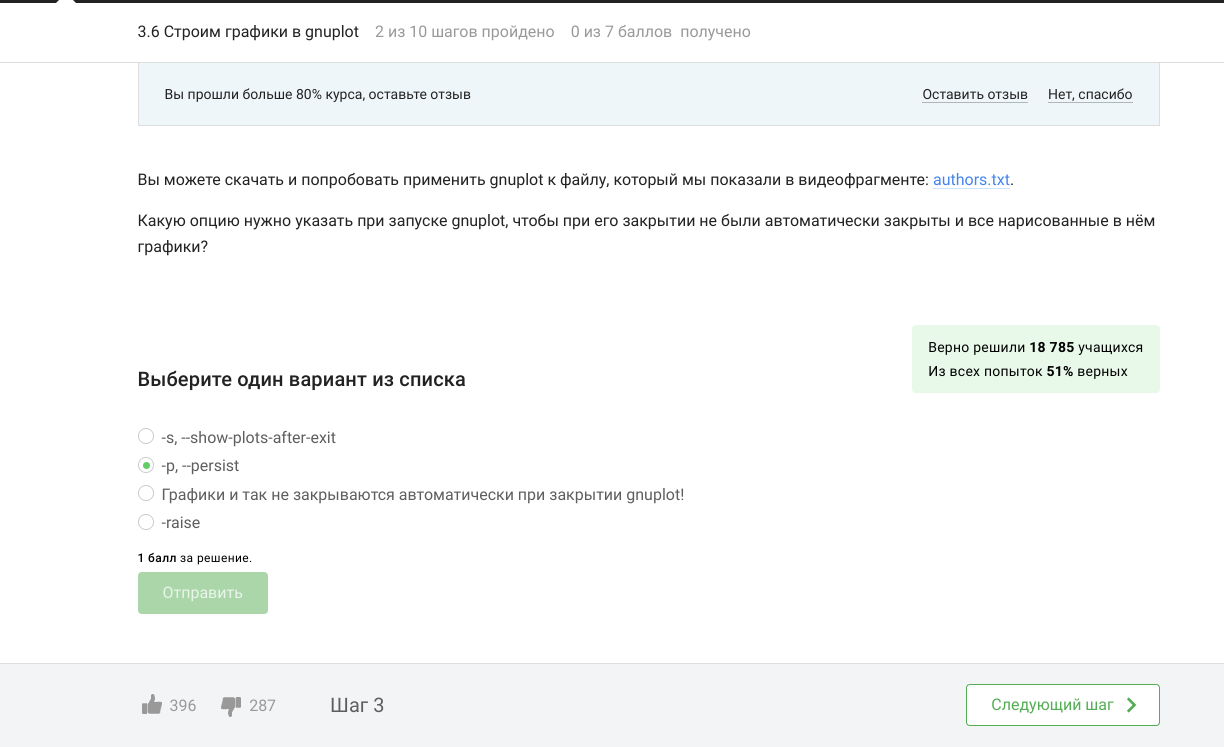 3.6 Строим графики в gnuplot 2 из 10 шагов пройдено 0 из 7 баллов получено
Вы прошли больше 80% курса, оставьте отзыв Оставить отзыв Нет, спасибо
Вы можете скачать и попробовать применить gnuplot к файлу, который мы показали в видеофрагменте: authors.txt.
Какую опцию нужно указать при запуске gnuplot, чтобы при его закрытии не были автоматически закрыты и все нарисованные в нём
графики?
Верно решили 18 785 учащихся
Из всех попыток 51% верных
Выберите один вариант из списка
-s, --show-plots-after-exit
-p, --persist
Графики и так не закрываются автоматически при закрытии gnuplot!
-raise
1 балл за решение.
Отправить
396 287 Шаг 3 Следующий шаг